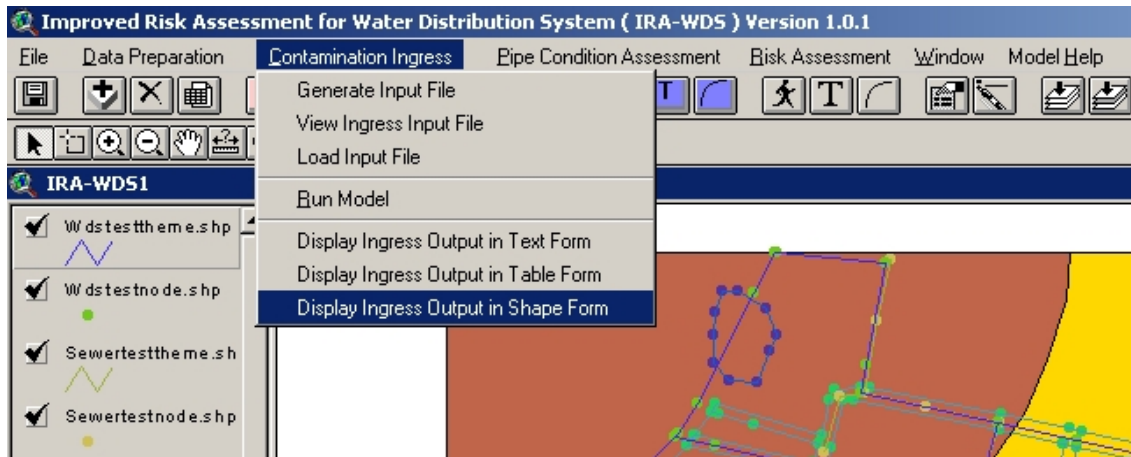 Improved Risk Assessment for Water Distribution System ( IRA-WDS ) Version 1.0.1
File Data Preparation Contamination Ingress Pipe Condition Assessment Risk Assessment Window Model Help
Generate Input File
View Ingress Input File
Load Input File
Run Model
Display Ingress Output in Text Form
Display Ingress Output in Table Form
Display Ingress Output in Shape Form
T T
IRA-WDS1
Wdstesttheme.shp
Wdstestnode.shp
Sewertesttheme.sh
Sewertestnode.shp